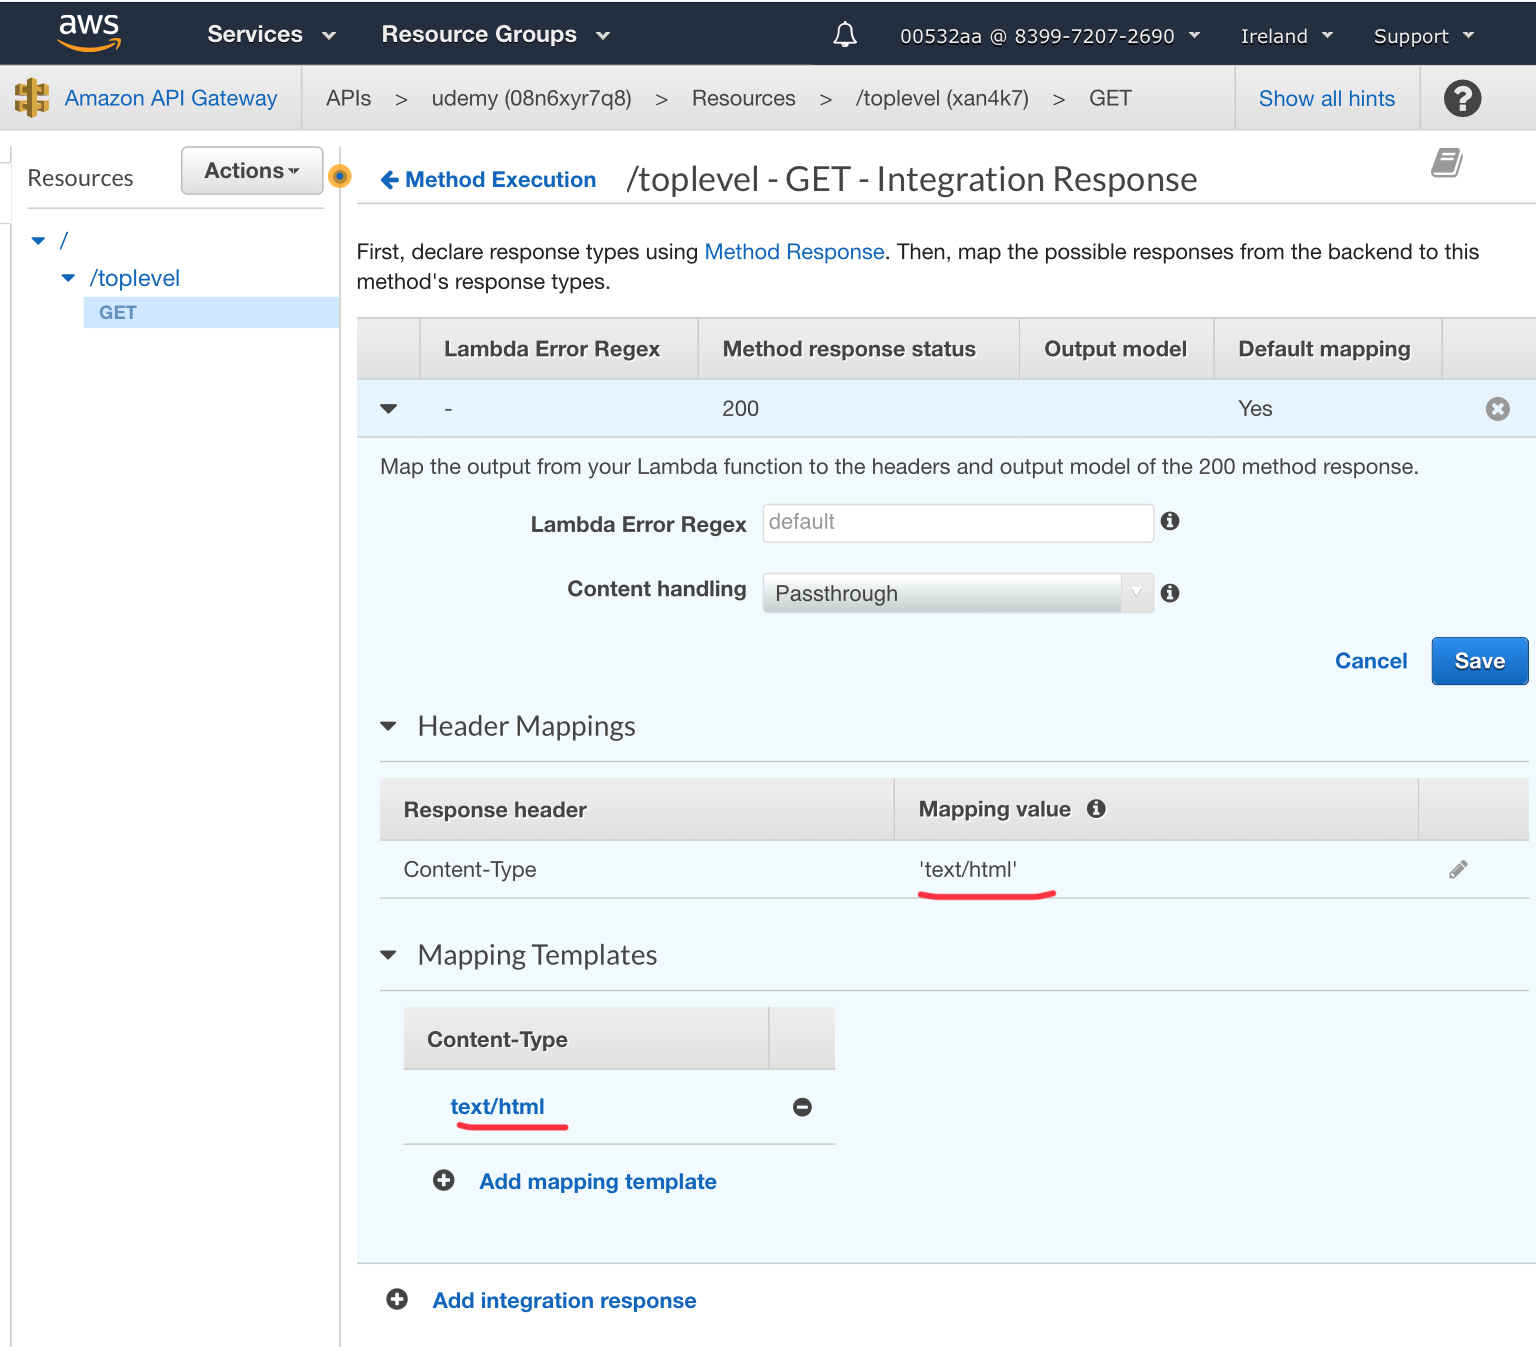 aws Services Resource Groups 00532aa @ 8399-7207-2690 Ireland Support
Amazon API Gateway APIs > udemy (08n6xyr7q8) > Resources > /toplevel (xan4k7) > GET Show all hints ?
Resources Actions
/
/toplevel
GET
Method Execution /toplevel - GET - Integration Response
First, declare response types using Method Response. Then, map the possible responses from the backend to this
method's response types.
Lambda Error Regex Method response status Output model Default mapping
- 200 Yes
Map the output from your Lambda function to the headers and output model of the 200 method response.
Lambda Error Regex default
Content handling Passthrough
Cancel Save
Header Mappings
Response header Mapping value
Content-Type 'text/html'
Mapping Templates
Content-Type
text/html
Add mapping template
Add integration response